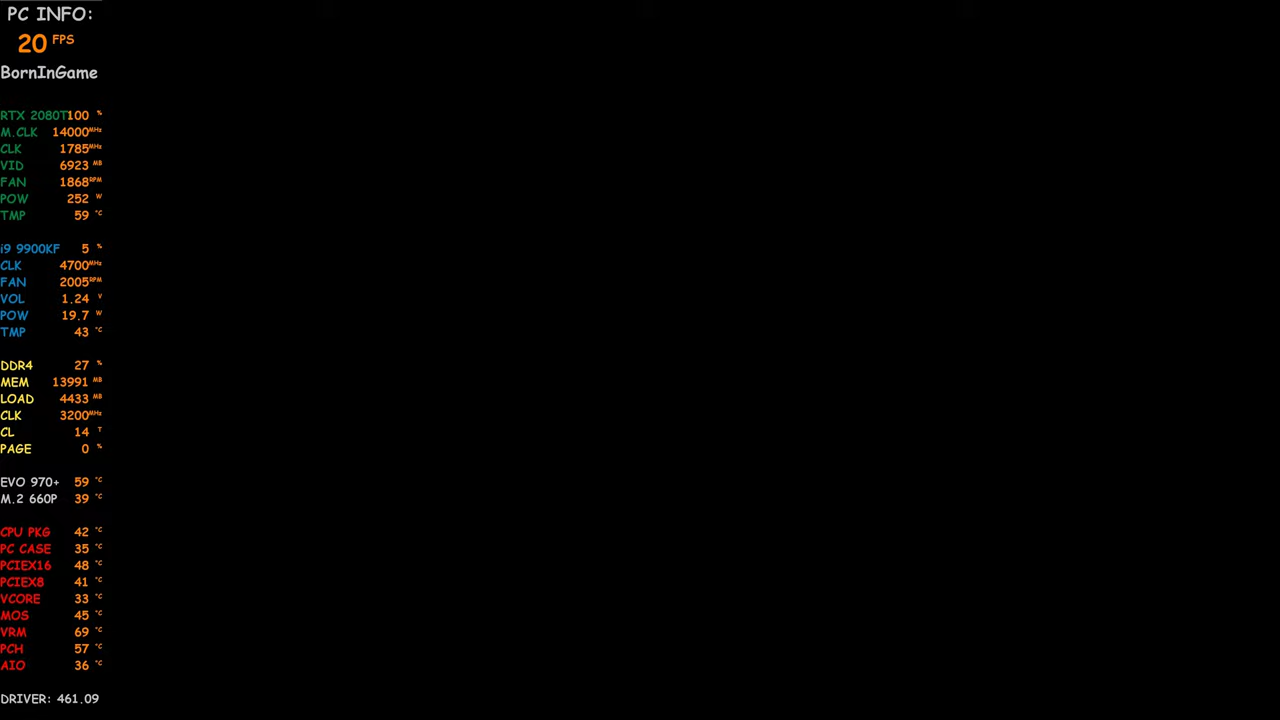 PC INFO:
20 FPS
BornInGame
RTX 2080T100 %
M.CLK 14000 MHz
CLK 1785 MHz
VID 6923 MB
FAN 1868 RPM
POW 252 W
TMP 59 °C
i9 9900KF 5 %
CLK 4700 MHz
FAN 2005 RPM
VOL 1.24 V
POW 19.7 W
TMP 43 °C
DDR4 27 %
MEM 13991 MB
LOAD 4433 MB
CLK 3200 MHz
CL 14 T
PAGE 0 %
EVO 970+ 59 °C
M.2 660P 39 °C
CPU PKG 42 °C
PC CASE 35 °C
PCIEX16 48 °C
PCIEX8 41 °C
VCORE 33 °C
MOS 45 °C
VRM 69 °C
PCH 57 °C
AIO 36 °C
DRIVER: 461.09